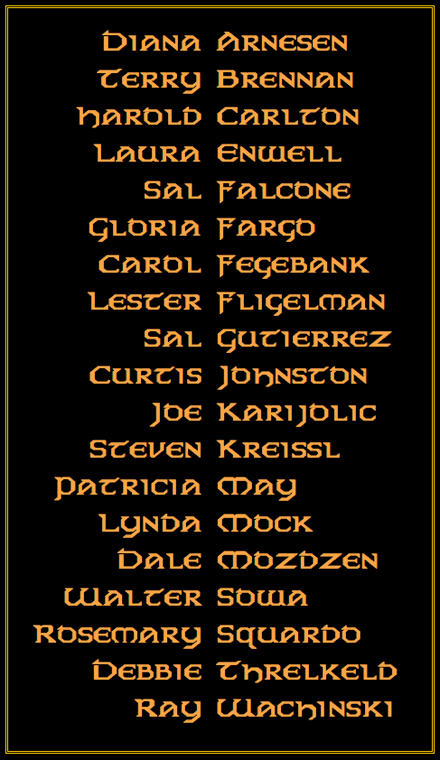 Diana Arnesen
Terry Brennan
Harold Carlton
Laura Enwell
Sal Falcone
Gloria Fargo
Carol Fegebank
Lester Fligelman
Sal Gutierrez
Curtis Johnston
Joe Karijolic
Steven Kreissl
Patricia May
Lynda Mock
Dale Mozdzen
Walter Sowa
Rosemary Squardo
Debbie Threlkeld
Ray Wachinski